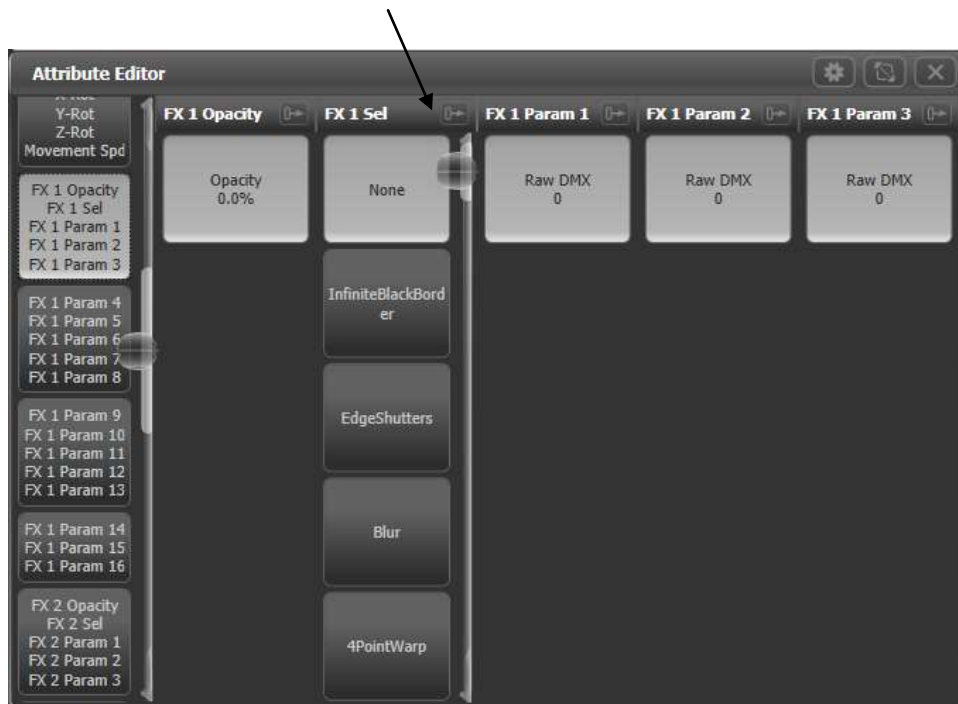 Attribute Editor
Y-Rot
Z-Rot
Movement Spd
FX 1 Opacity
FX 1 Sel
FX 1 Param 1
FX 1 Param 2
FX 1 Param 3
FX 1 Param 4
FX 1 Param 5
FX 1 Param 6
FX 1 Param 7
FX 1 Param 8
FX 1 Param 9
FX 1 Param 10
FX 1 Param 11
FX 1 Param 12
FX 1 Param 13
FX 1 Param 14
FX 1 Param 15
FX 1 Param 16
FX 2 Opacity
FX 2 Sel
FX 2 Param 1
FX 2 Param 2
FX 2 Param 3
FX 1 Opacity
Opacity
0.0%
FX 1 Sel
None
InfiniteBlackBord
er
EdgeShutters
Blur
4PointWarp
FX 1 Param 1
Raw DMX
0
FX 1 Param 2
Raw DMX
0
FX 1 Param 3
Raw DMX
0